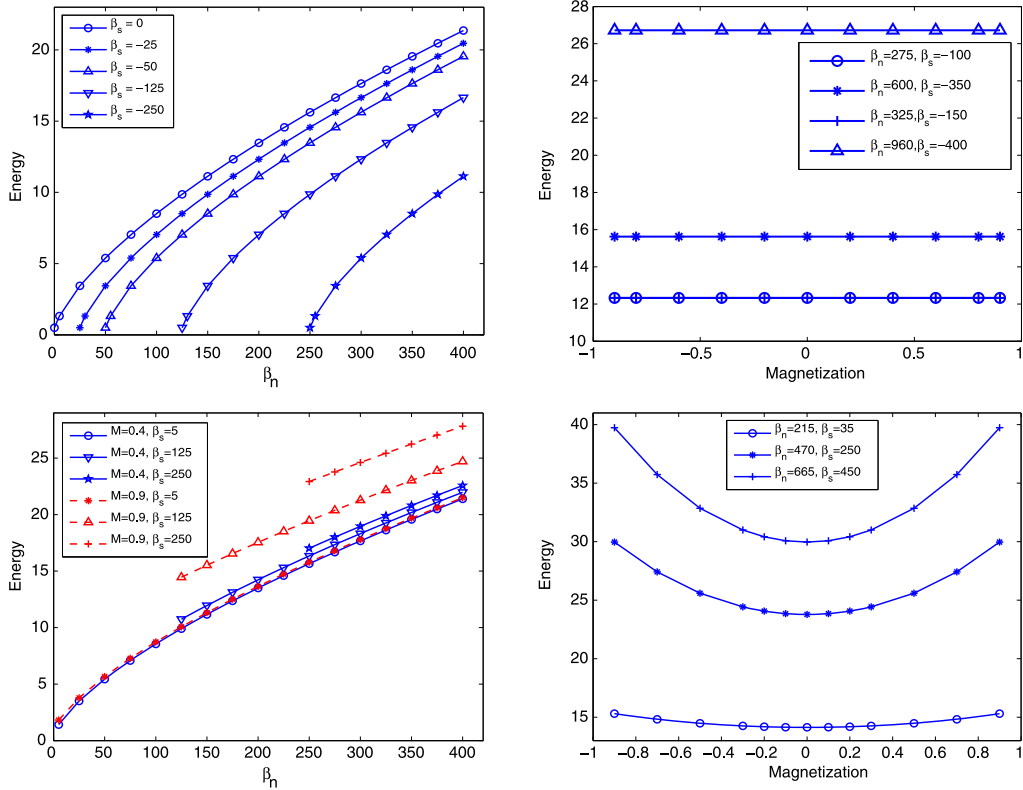 β_s = 0
β_s = −25
β_s = −50
β_s = −125
β_s = −250
Energy
20
15
10
5
0
0 50 100 150 200 250 300 350 400
β_n
β_n=275, β_s=−100
β_n=600, β_s=−350
β_n=325,β_s=−150
β_n=960,β_s=−400
Energy
28
26
24
22
20
18
16
14
12
10
−1 −0.5 0 0.5 1
Magnetization
M=0.4, β_s=5
M=0.4, β_s=125
M=0.4, β_s=250
M=0.9, β_s=5
M=0.9, β_s=125
M=0.9, β_s=250
Energy
25
20
15
10
5
0
0 50 100 150 200 250 300 350 400
β_n
β_n=215, β_s=35
β_n=470, β_s=250
β_n=665, β_s=450
Energy
40
35
30
25
20
15
−1 −0.8 −0.6 −0.4 −0.2 0 0.2 0.4 0.6 0.8 1
Magnetization